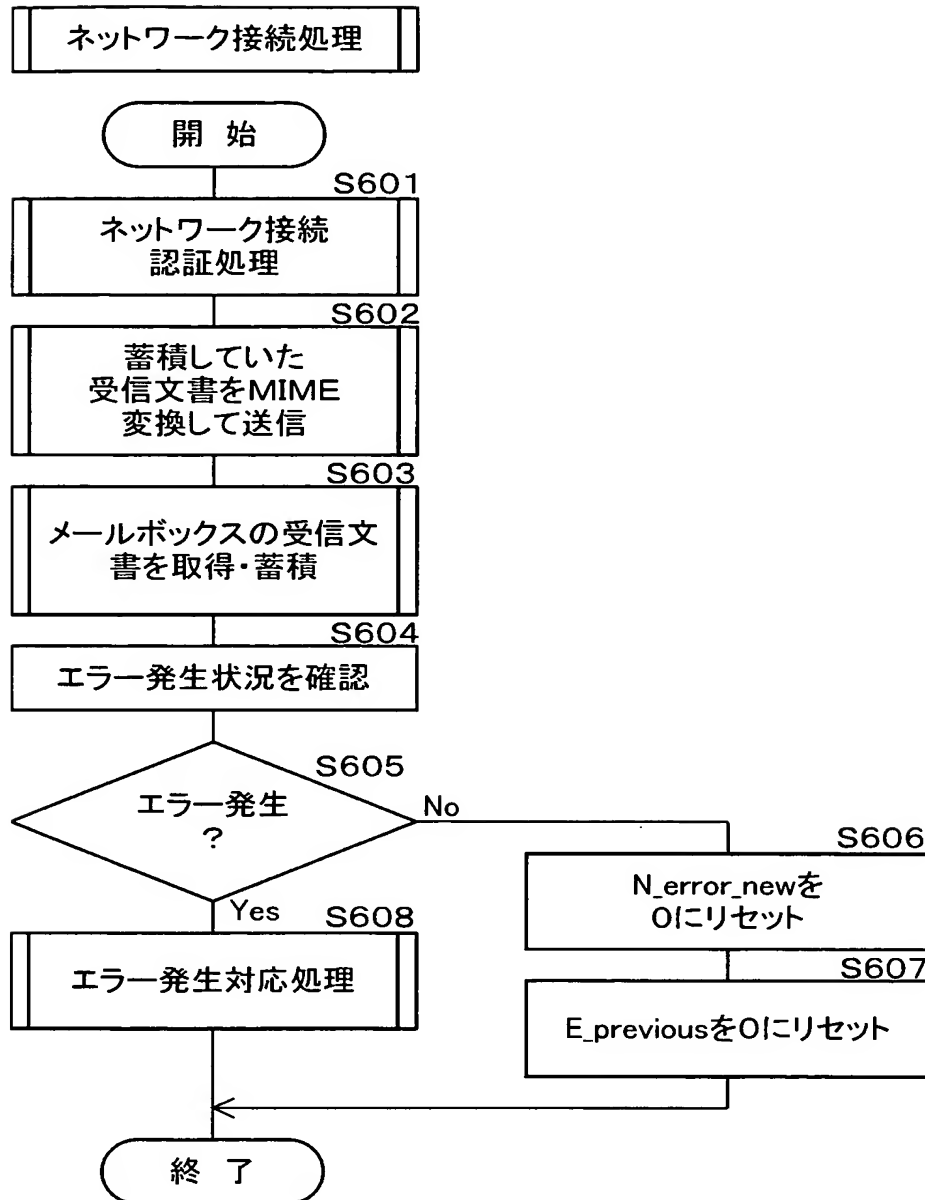 ネットワーク接続処理
開 始
S601
ネットワーク接続
認証処理
S602
蓄積していた
受信文書をMIME
変換して送信
S603
メールボックスの受信文
書を取得・蓄積
S604
エラー発生状況を確認
S605
エラー発生
?
No
Yes
S606
N_error_newを
0にリセット
S607
E_previousを0にリセット
S608
エラー発生対応処理
終 了